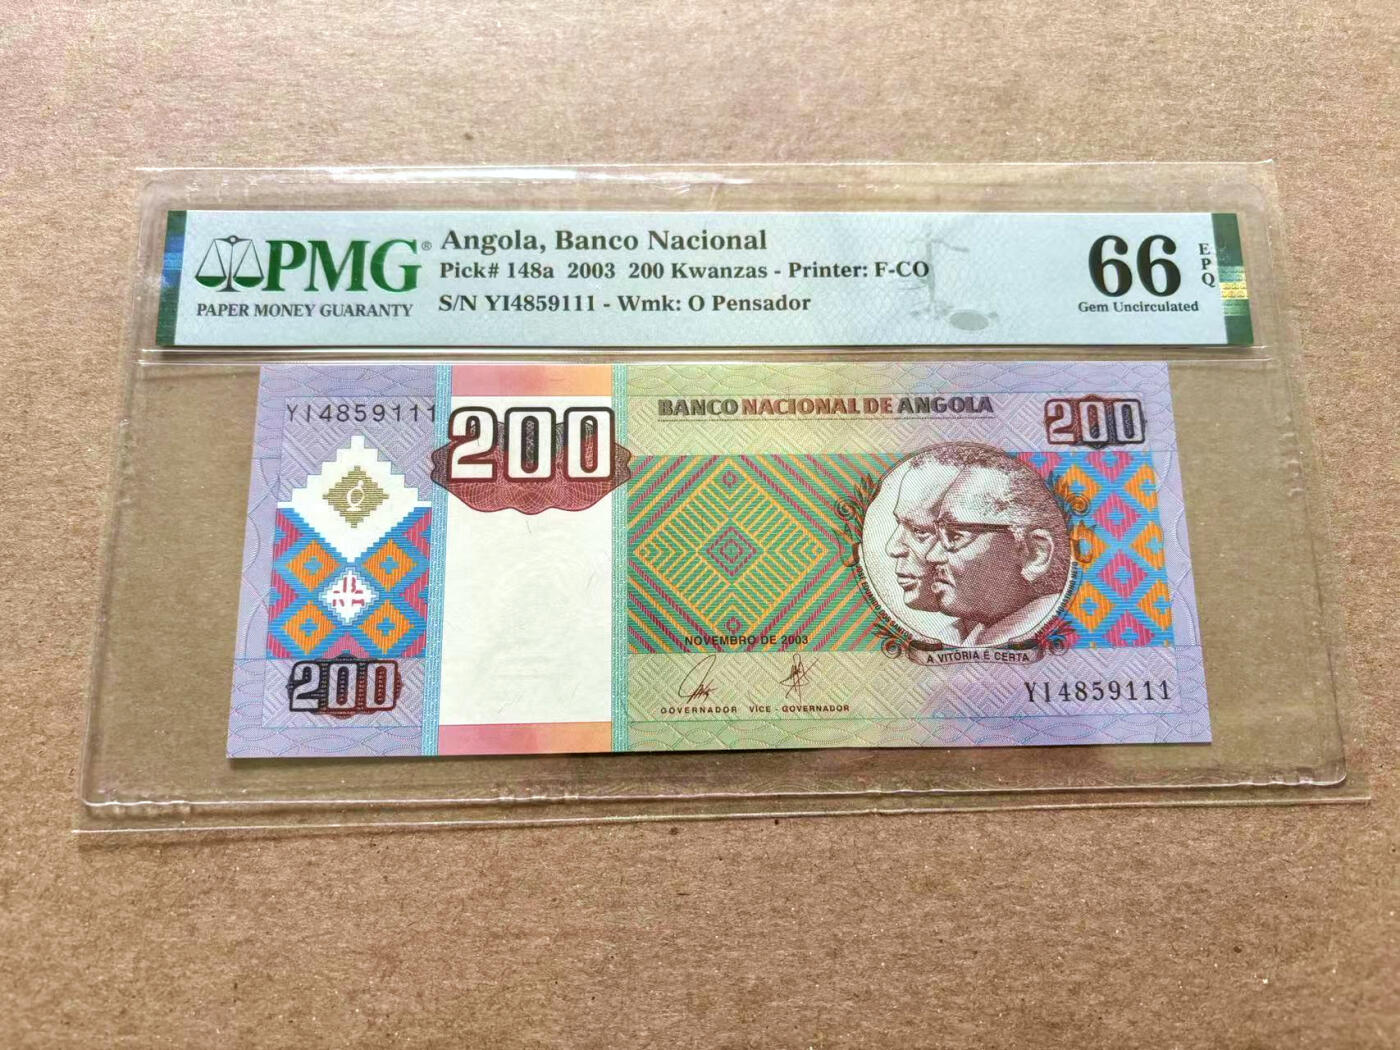 PMG®
PAPER MONEY GUARANTY
Angola, Banco Nacional
Pick# 148a 2003 200 Kwanzas - Printer: F-CO
S/N YI4859111 - Wmk: O Pensador
66 EPQ
Gem Uncirculated
YI4859111
200
BANCO NACIONAL DE ANGOLA
200
NOVEMBRO DE 2003
A VITÓRIA É CERTA
200
GOVERNADOR VICE - GOVERNADOR
YI4859111